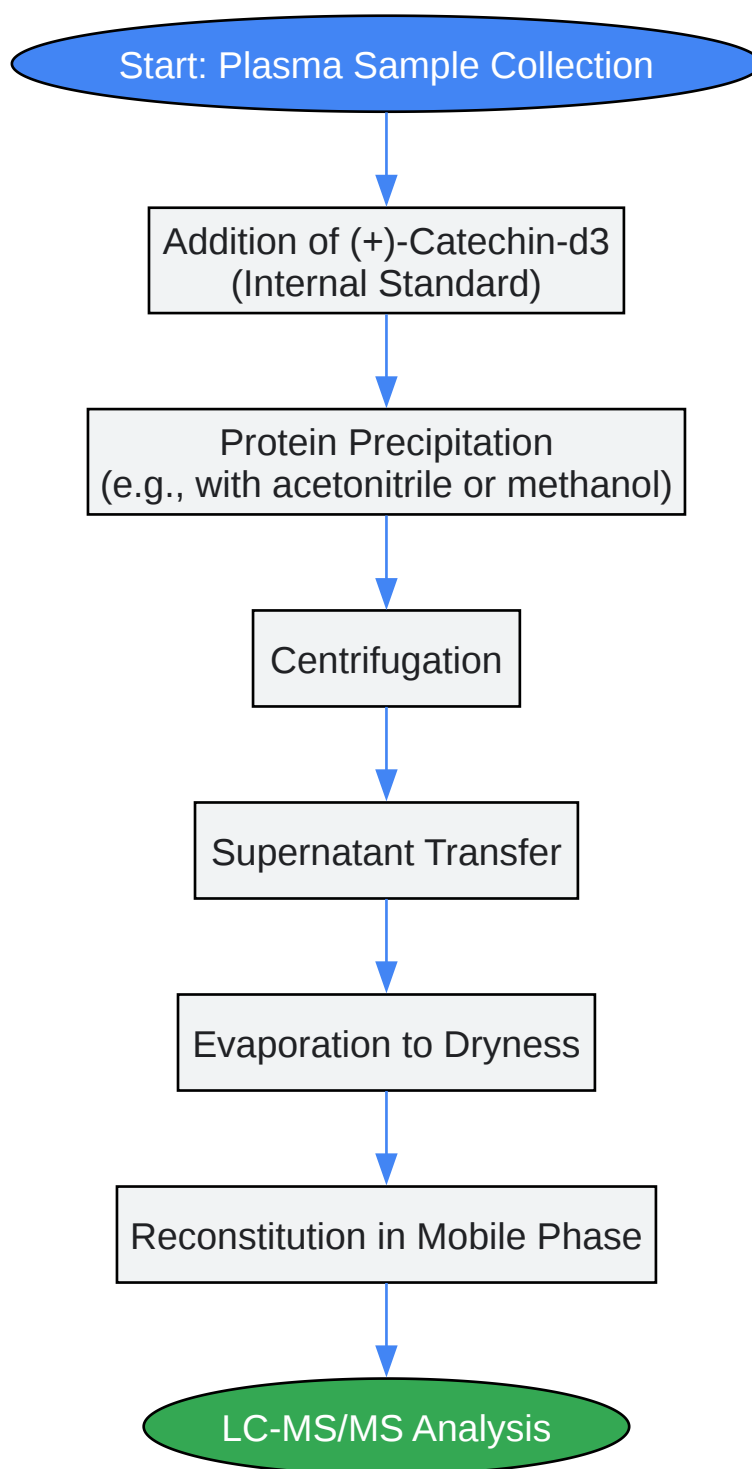 Start: Plasma Sample Collection
Addition of (+)-Catechin-d3
(Internal Standard)
Protein Precipitation
(e.g., with acetonitrile or methanol)
Centrifugation
Supernatant Transfer
Evaporation to Dryness
Reconstitution in Mobile Phase
LC-MS/MS Analysis